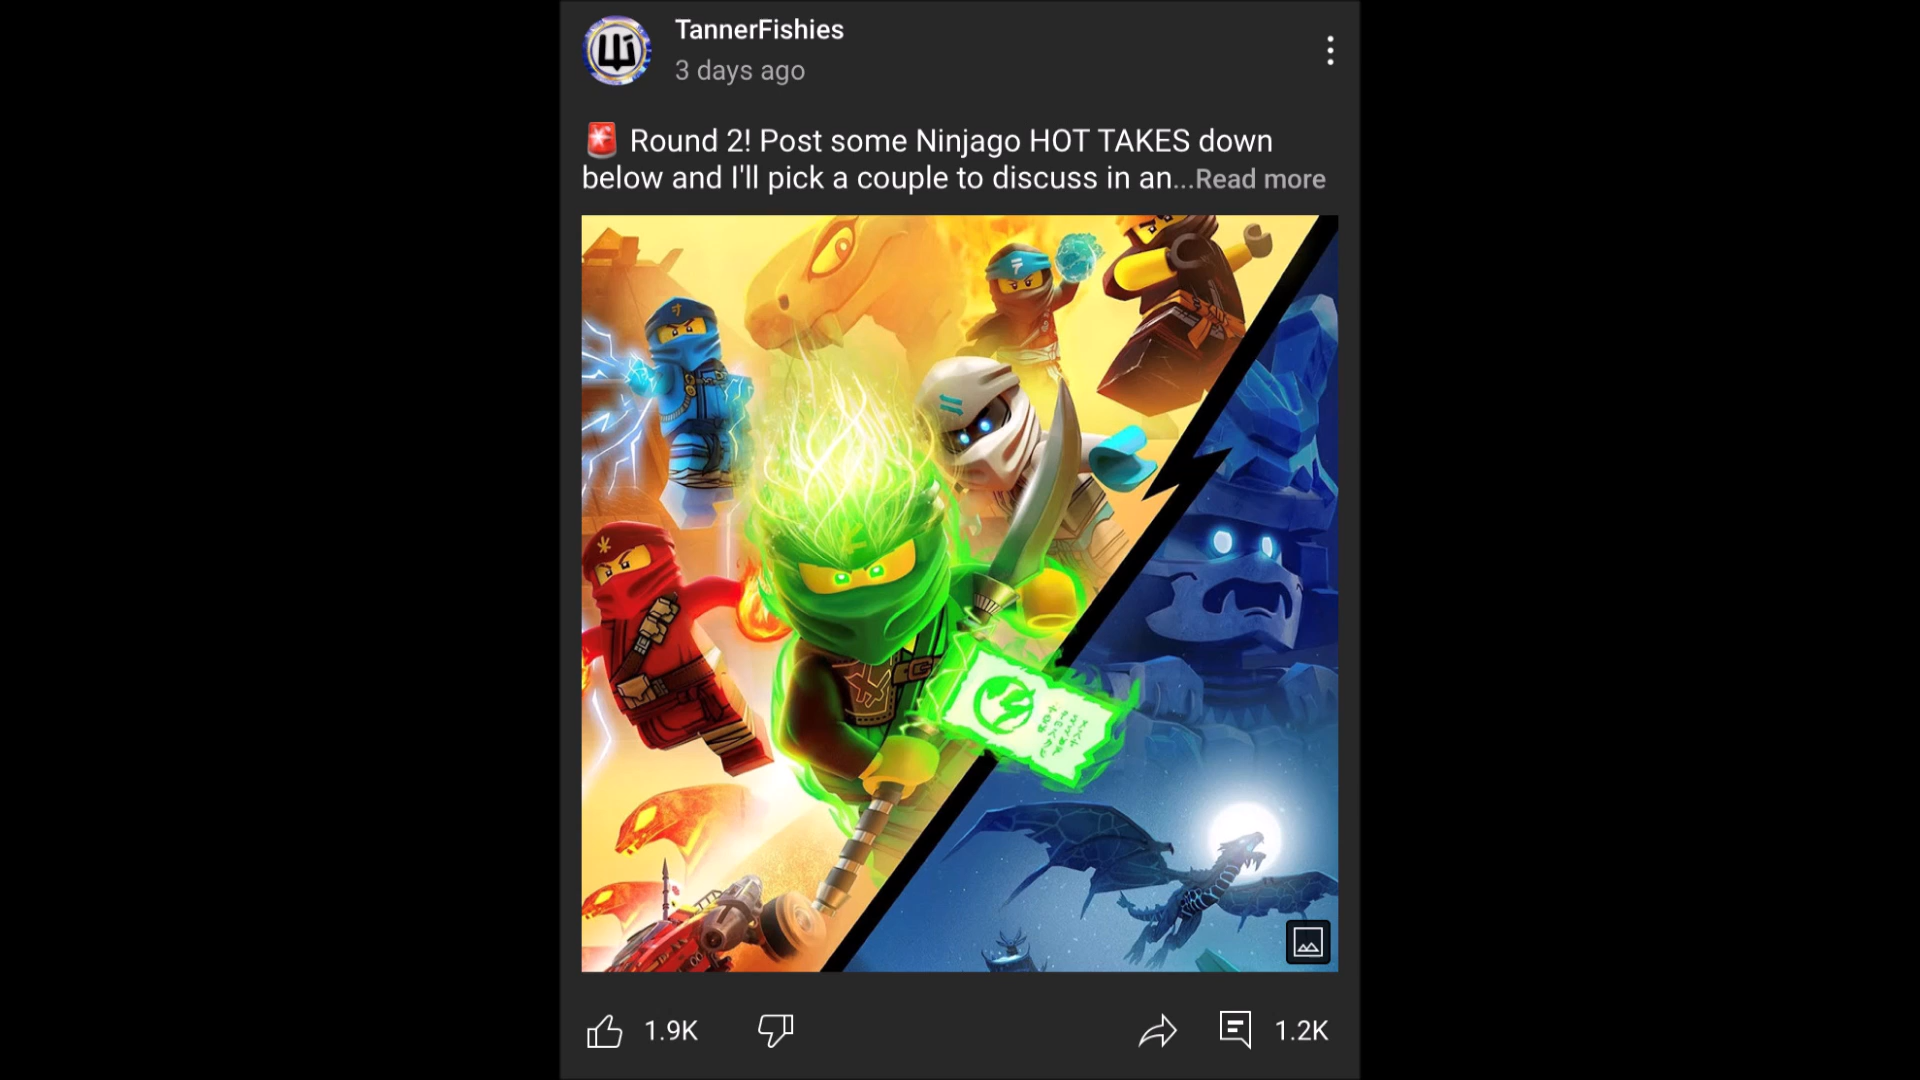 TannerFishies
3 days ago
🚨 Round 2! Post some Ninjago HOT TAKES down
below and I'll pick a couple to discuss in an...Read more
1.9K
1.2K